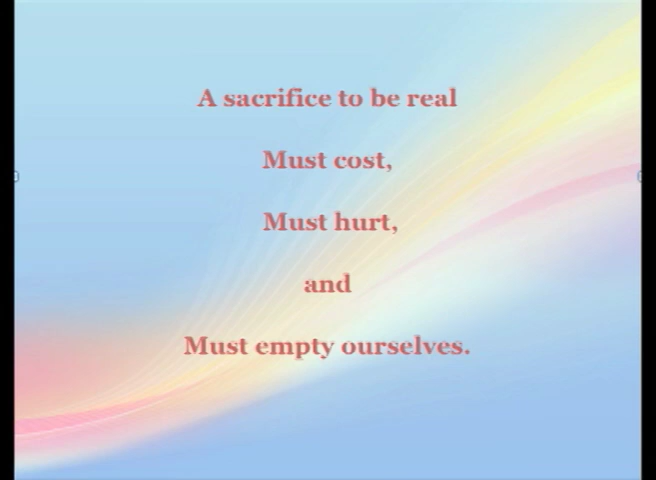 A sacrifice to be real
Must cost,
Must hurt,
and
Must empty ourselves.